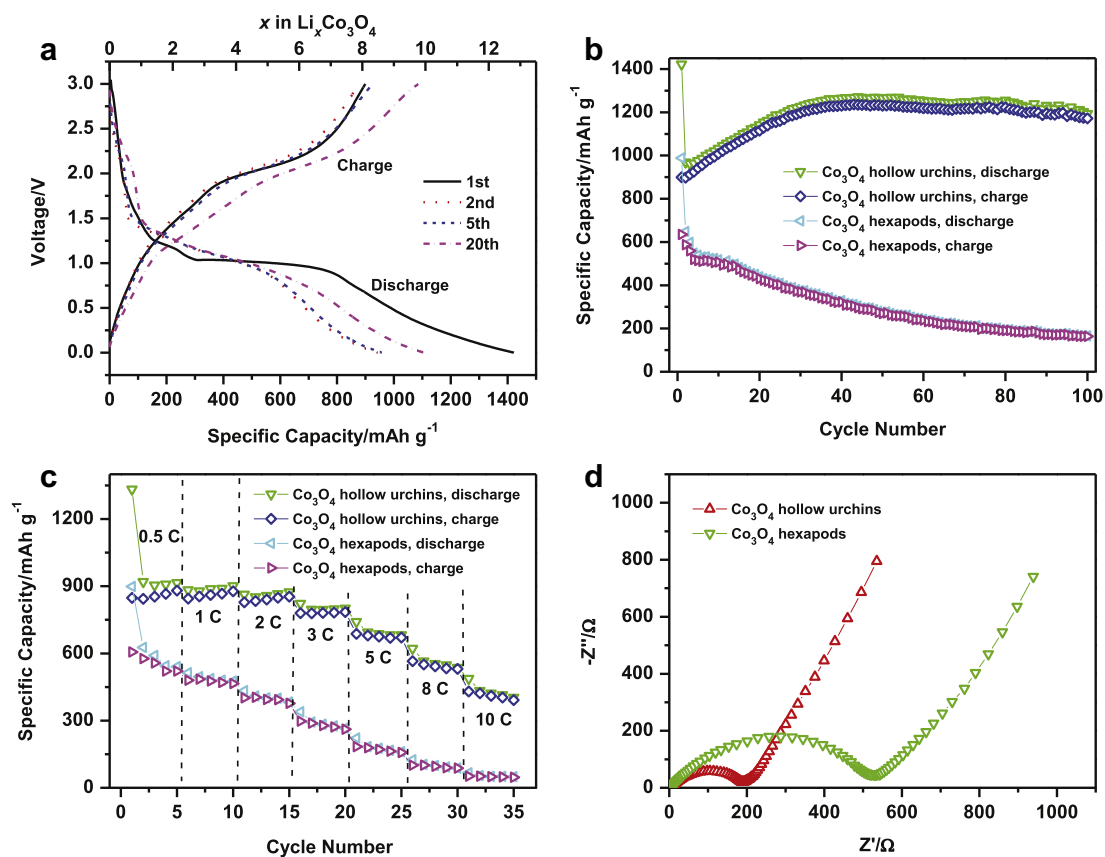 a
x in LixCo3O4
0 2 4 6 8 10 12
3.0
2.5
2.0
1.5
1.0
0.5
0.0
Voltage/V
Charge
Discharge
1st
2nd
5th
20th
0 200 400 600 800 1000 1200 1400
Specific Capacity/mAh g-1
b
1400
1200
1000
800
600
400
200
0
Specific Capacity/mAh g-1
Co3O4 hollow urchins, discharge
Co3O4 hollow urchins, charge
Co3O4 hexapods, discharge
Co3O4 hexapods, charge
0 20 40 60 80 100
Cycle Number
c
1200
900
600
300
0
Specific Capacity/mAh g-1
Co3O4 hollow urchins, discharge
Co3O4 hollow urchins, charge
Co3O4 hexapods, discharge
Co3O4 hexapods, charge
0.5 C
1 C
2 C
3 C
5 C
8 C
10 C
0 5 10 15 20 25 30 35
Cycle Number
d
1000
800
600
400
200
0
-Z''/Ω
Co3O4 hollow urchins
Co3O4 hexapods
0 200 400 600 800 1000
Z'/Ω